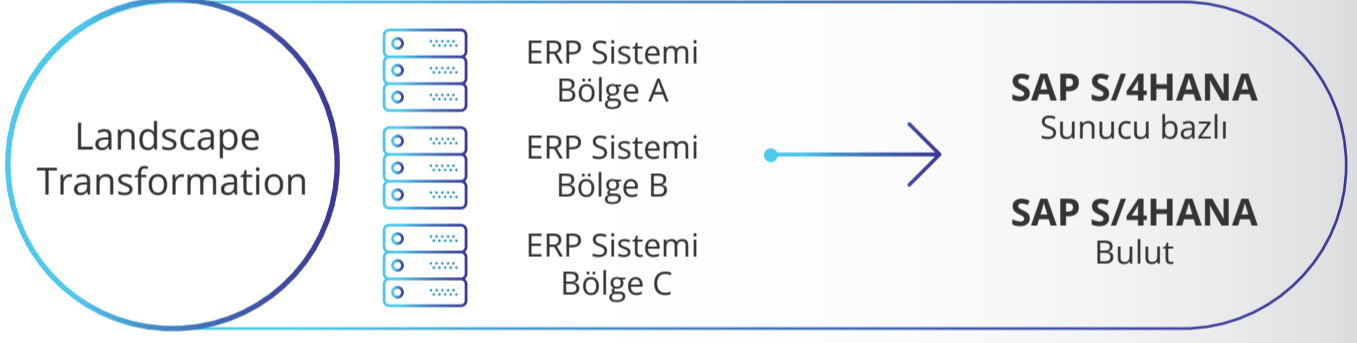 Landscape
Transformation
ERP Sistemi
Bölge A
ERP Sistemi
Bölge B
ERP Sistemi
Bölge C
SAP S/4HANA
Sunucu bazlı
SAP S/4HANA
Bulut